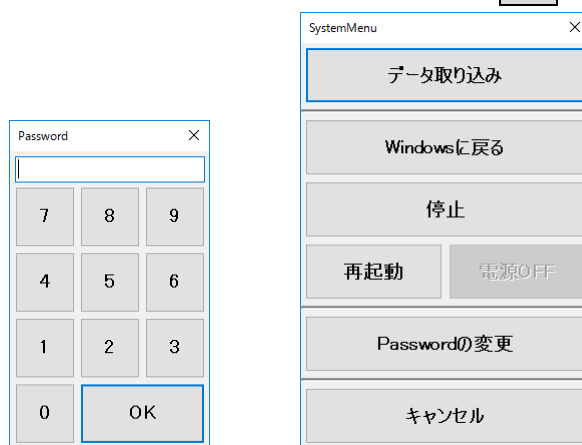 Password
7 8 9
4 5 6
1 2 3
0 OK
SystemMenu
データ取り込み
Windowsに戻る
停止
再起動 電源OFF
Passwordの変更
キャンセル